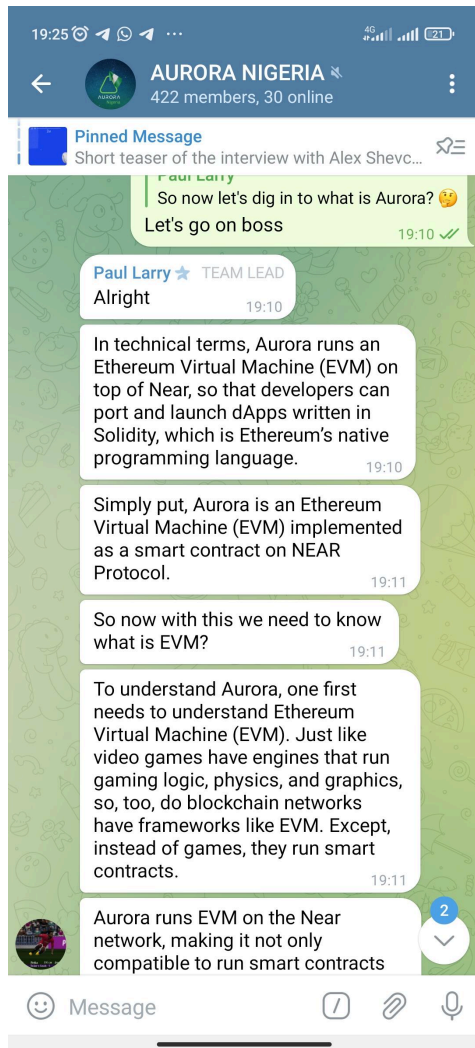 19:25
4G
21
AURORA NIGERIA
422 members, 30 online
AURORA
Nigeria
Pinned Message
Short teaser of the interview with Alex Shevc...
Paul Larry
So now let's dig in to what is Aurora? 🤔
Let's go on boss
19:10
Paul Larry TEAM LEAD
Alright
19:10
In technical terms, Aurora runs an
Ethereum Virtual Machine (EVM) on
top of Near, so that developers can
port and launch dApps written in
Solidity, which is Ethereum’s native
programming language.
19:10
Simply put, Aurora is an Ethereum
Virtual Machine (EVM) implemented
as a smart contract on NEAR
Protocol.
19:11
So now with this we need to know
what is EVM?
19:11
To understand Aurora, one first
needs to understand Ethereum
Virtual Machine (EVM). Just like
video games have engines that run
gaming logic, physics, and graphics,
so, too, do blockchain networks
have frameworks like EVM. Except,
instead of games, they run smart
contracts.
19:11
Aurora runs EVM on the Near
network, making it not only
compatible to run smart contracts
2
Message